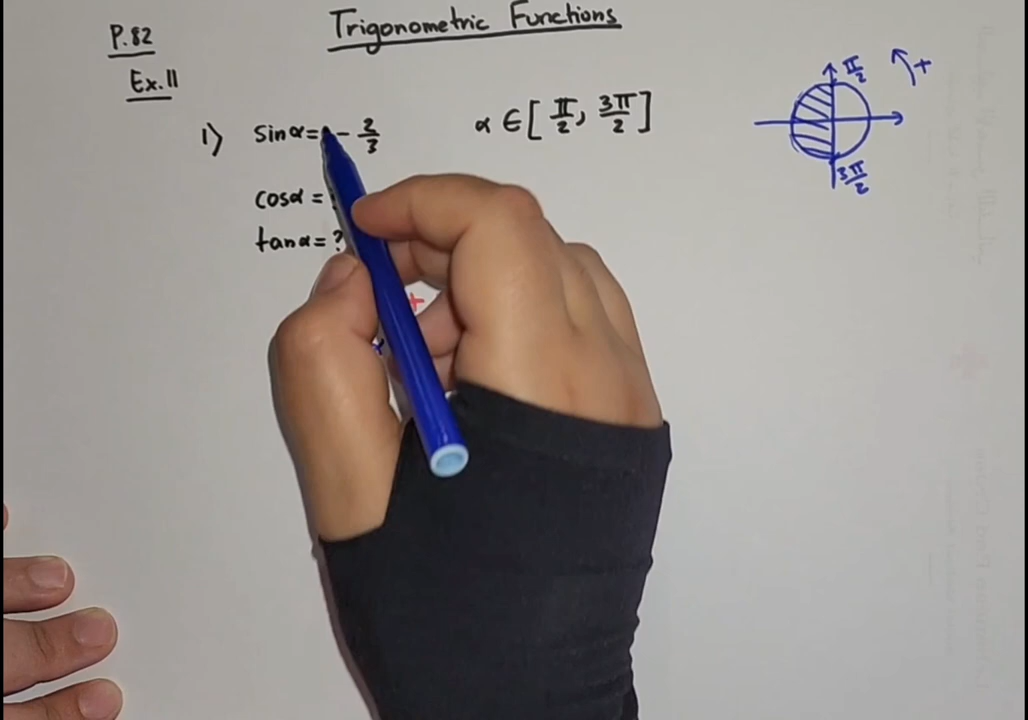 Trigonometric Functions
P.82
Ex.11
1) sinα = - 2/3 α ∈ [π/2, 3π/2]
cosα =
tanα = ?
π/2 +
3π/2
+